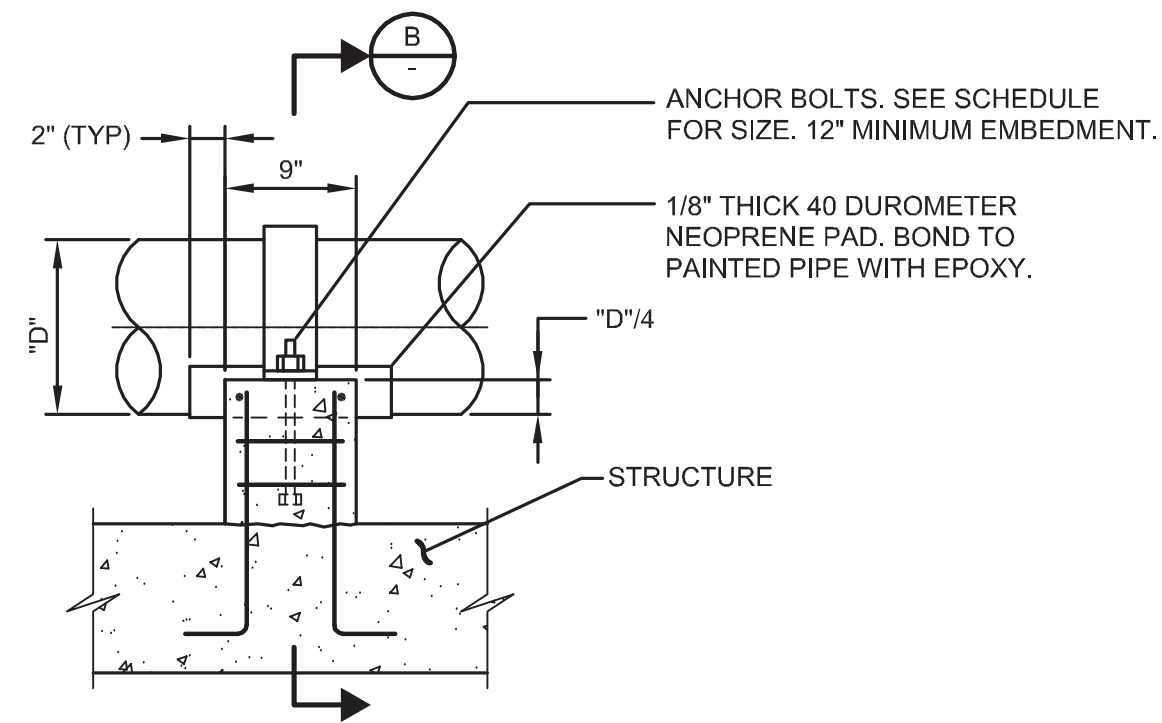 B
-
ANCHOR BOLTS. SEE SCHEDULE
FOR SIZE. 12" MINIMUM EMBEDMENT.
2" (TYP)
9"
1/8" THICK 40 DUROMETER
NEOPRENE PAD. BOND TO
PAINTED PIPE WITH EPOXY.
"D"
"D"/4
STRUCTURE